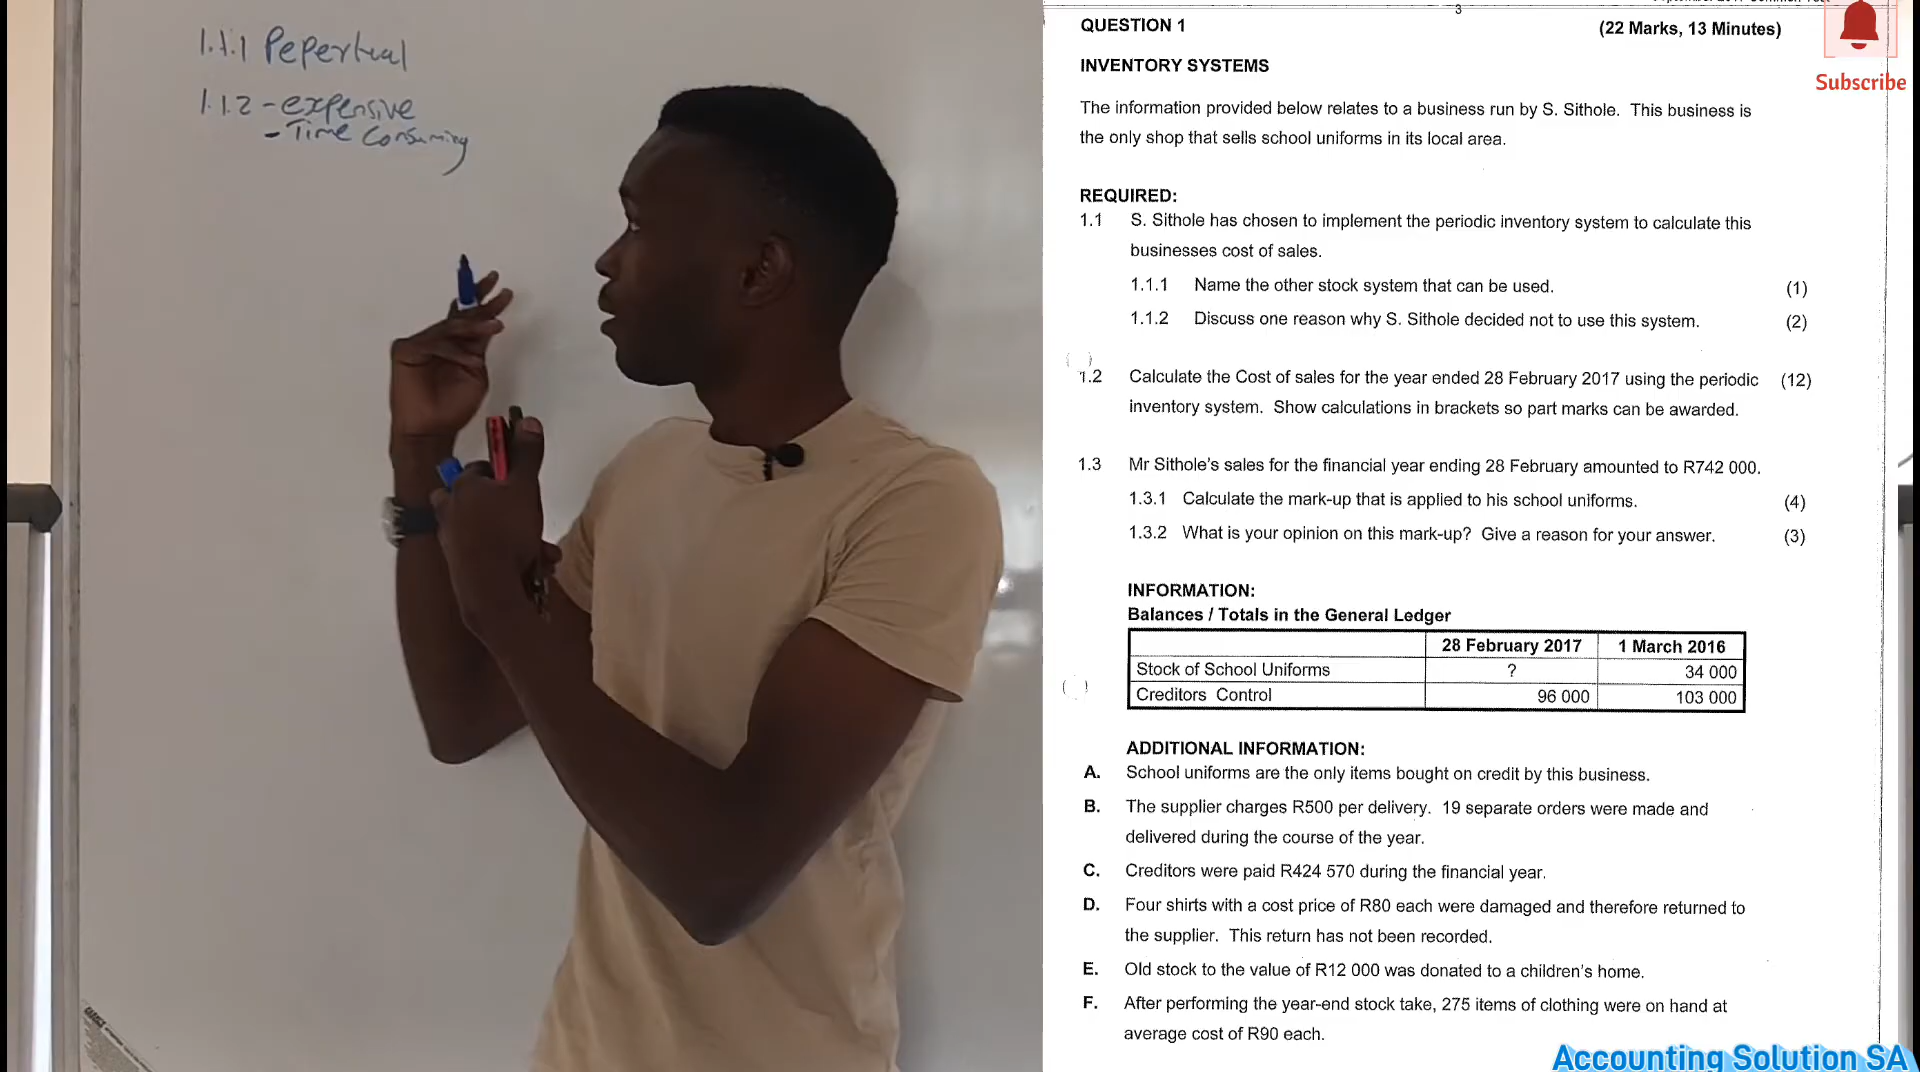 1.1.1 Pepertual
1.1.2 - expensive
- Time Consuming
3
QUESTION 1
(22 Marks, 13 Minutes)
Subscribe
INVENTORY SYSTEMS
The information provided below relates to a business run by S. Sithole. This business is
the only shop that sells school uniforms in its local area.
REQUIRED:
1.1 S. Sithole has chosen to implement the periodic inventory system to calculate this
businesses cost of sales.
1.1.1 Name the other stock system that can be used. (1)
1.1.2 Discuss one reason why S. Sithole decided not to use this system. (2)
1.2 Calculate the Cost of sales for the year ended 28 February 2017 using the periodic (12)
inventory system. Show calculations in brackets so part marks can be awarded.
1.3 Mr Sithole's sales for the financial year ending 28 February amounted to R742 000.
1.3.1 Calculate the mark-up that is applied to his school uniforms. (4)
1.3.2 What is your opinion on this mark-up? Give a reason for your answer. (3)
INFORMATION:
Balances / Totals in the General Ledger
28 February 2017 1 March 2016
Stock of School Uniforms ? 34 000
Creditors Control 96 000 103 000
ADDITIONAL INFORMATION:
A. School uniforms are the only items bought on credit by this business.
B. The supplier charges R500 per delivery. 19 separate orders were made and
delivered during the course of the year.
C. Creditors were paid R424 570 during the financial year.
D. Four shirts with a cost price of R80 each were damaged and therefore returned to
the supplier. This return has not been recorded.
E. Old stock to the value of R12 000 was donated to a children's home.
F. After performing the year-end stock take, 275 items of clothing were on hand at
average cost of R90 each.
Accounting Solution SA